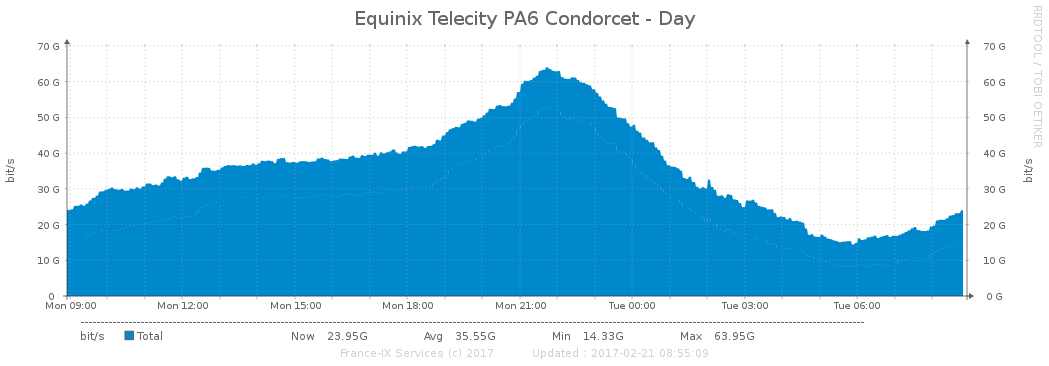 Equinix Telecity PA6 Condorcet - Day
RRDTOOL / TOBI OETIKER
70 G 70 G
60 G 60 G
50 G 50 G
40 G 40 G
30 G 30 G
20 G 20 G
10 G 10 G
0 0 G
bit/s bit/s
Mon 09:00 Mon 12:00 Mon 15:00 Mon 18:00 Mon 21:00 Tue 00:00 Tue 03:00 Tue 06:00
bit/s Total Now 23.95G Avg 35.55G Min 14.33G Max 63.95G
France-IX Services (c) 2017 Updated : 2017-02-21 08:55:09